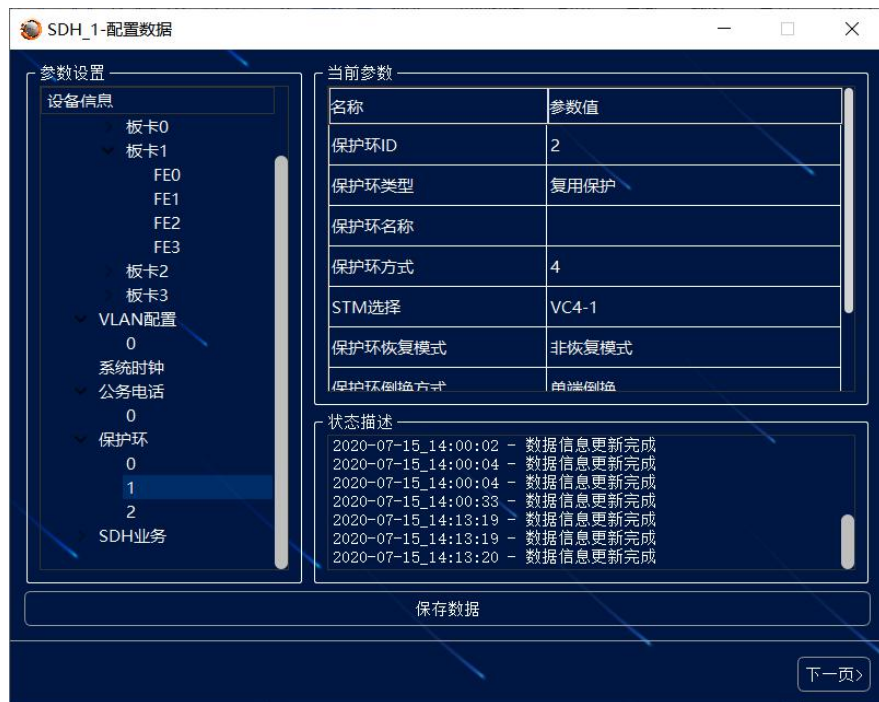 SDH_1-配置数据
参数设置
设备信息
板卡0
板卡1
FE0
FE1
FE2
FE3
板卡2
板卡3
VLAN配置
0
系统时钟
公务电话
0
保护环
0
1
2
SDH业务
当前参数
名称 参数值
保护环ID 2
保护环类型 复用保护
保护环名称
保护环方式 4
STM选择 VC4-1
保护环恢复模式 非恢复模式
保护环倒换方式 单端倒换
状态描述
2020-07-15_14:00:02 - 数据信息更新完成
2020-07-15_14:00:04 - 数据信息更新完成
2020-07-15_14:00:04 - 数据信息更新完成
2020-07-15_14:00:33 - 数据信息更新完成
2020-07-15_14:13:19 - 数据信息更新完成
2020-07-15_14:13:19 - 数据信息更新完成
2020-07-15_14:13:20 - 数据信息更新完成
保存数据
下一页>